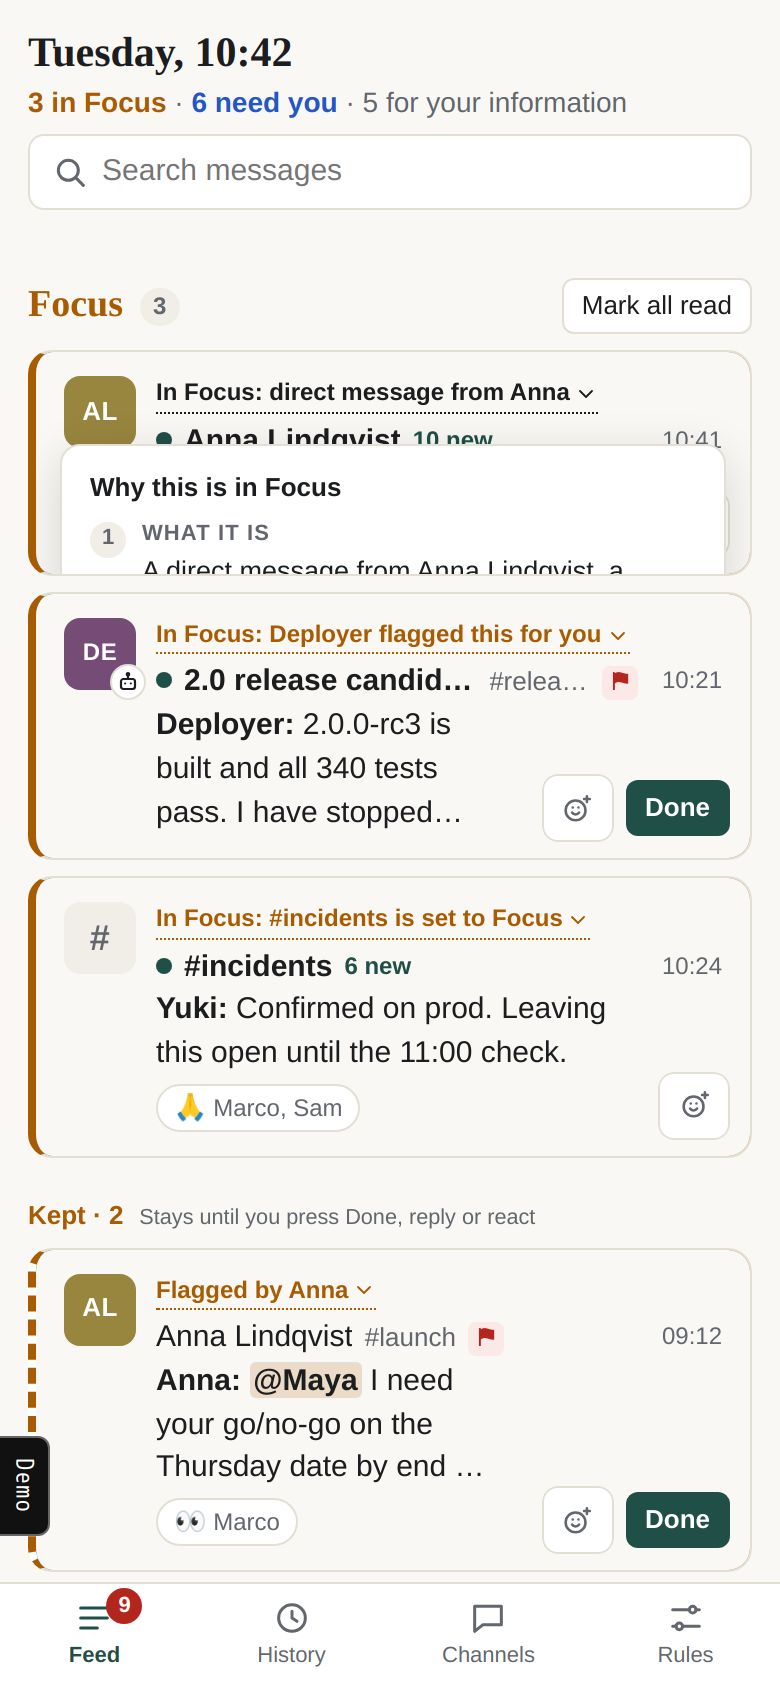 Tuesday, 10:42
3 in Focus · 6 need you · 5 for your information
Search messages
Focus 3 Mark all read
AL In Focus: direct message from Anna
Anna Lindqvist 10 new 10:41
Why this is in Focus
1 WHAT IT IS
A direct message from Anna Lindqvist, a
DE In Focus: Deployer flagged this for you
2.0 release candid… #relea… 10:21
Deployer: 2.0.0-rc3 is
built and all 340 tests
pass. I have stopped…
Done
# In Focus: #incidents is set to Focus
#incidents 6 new 10:24
Yuki: Confirmed on prod. Leaving
this open until the 11:00 check.
🙏 Marco, Sam
Kept · 2 Stays until you press Done, reply or react
AL Flagged by Anna
Anna Lindqvist #launch 09:12
Anna: @Maya I need
your go/no-go on the
Thursday date by end …
👀 Marco
Done
Demo
9
Feed History Channels Rules